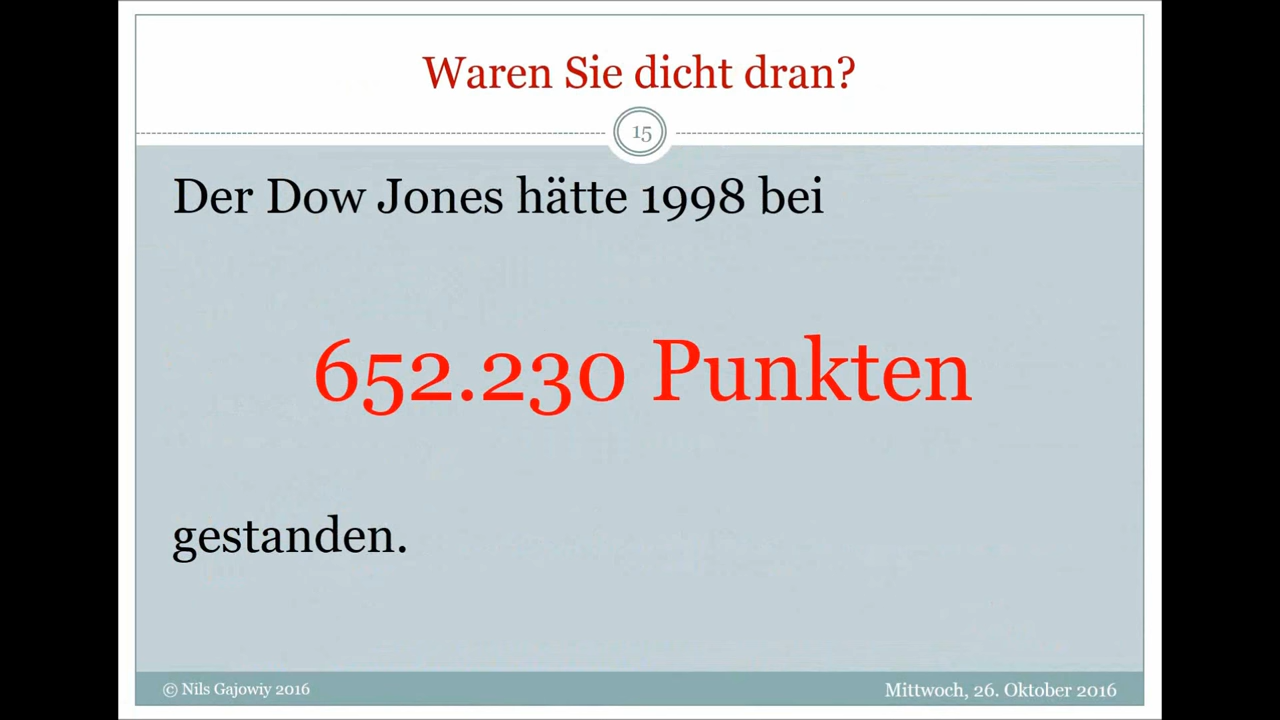 Waren Sie dicht dran?
15
Der Dow Jones hätte 1998 bei
652.230 Punkten
gestanden.
© Nils Gajowiy 2016
Mittwoch, 26. Oktober 2016